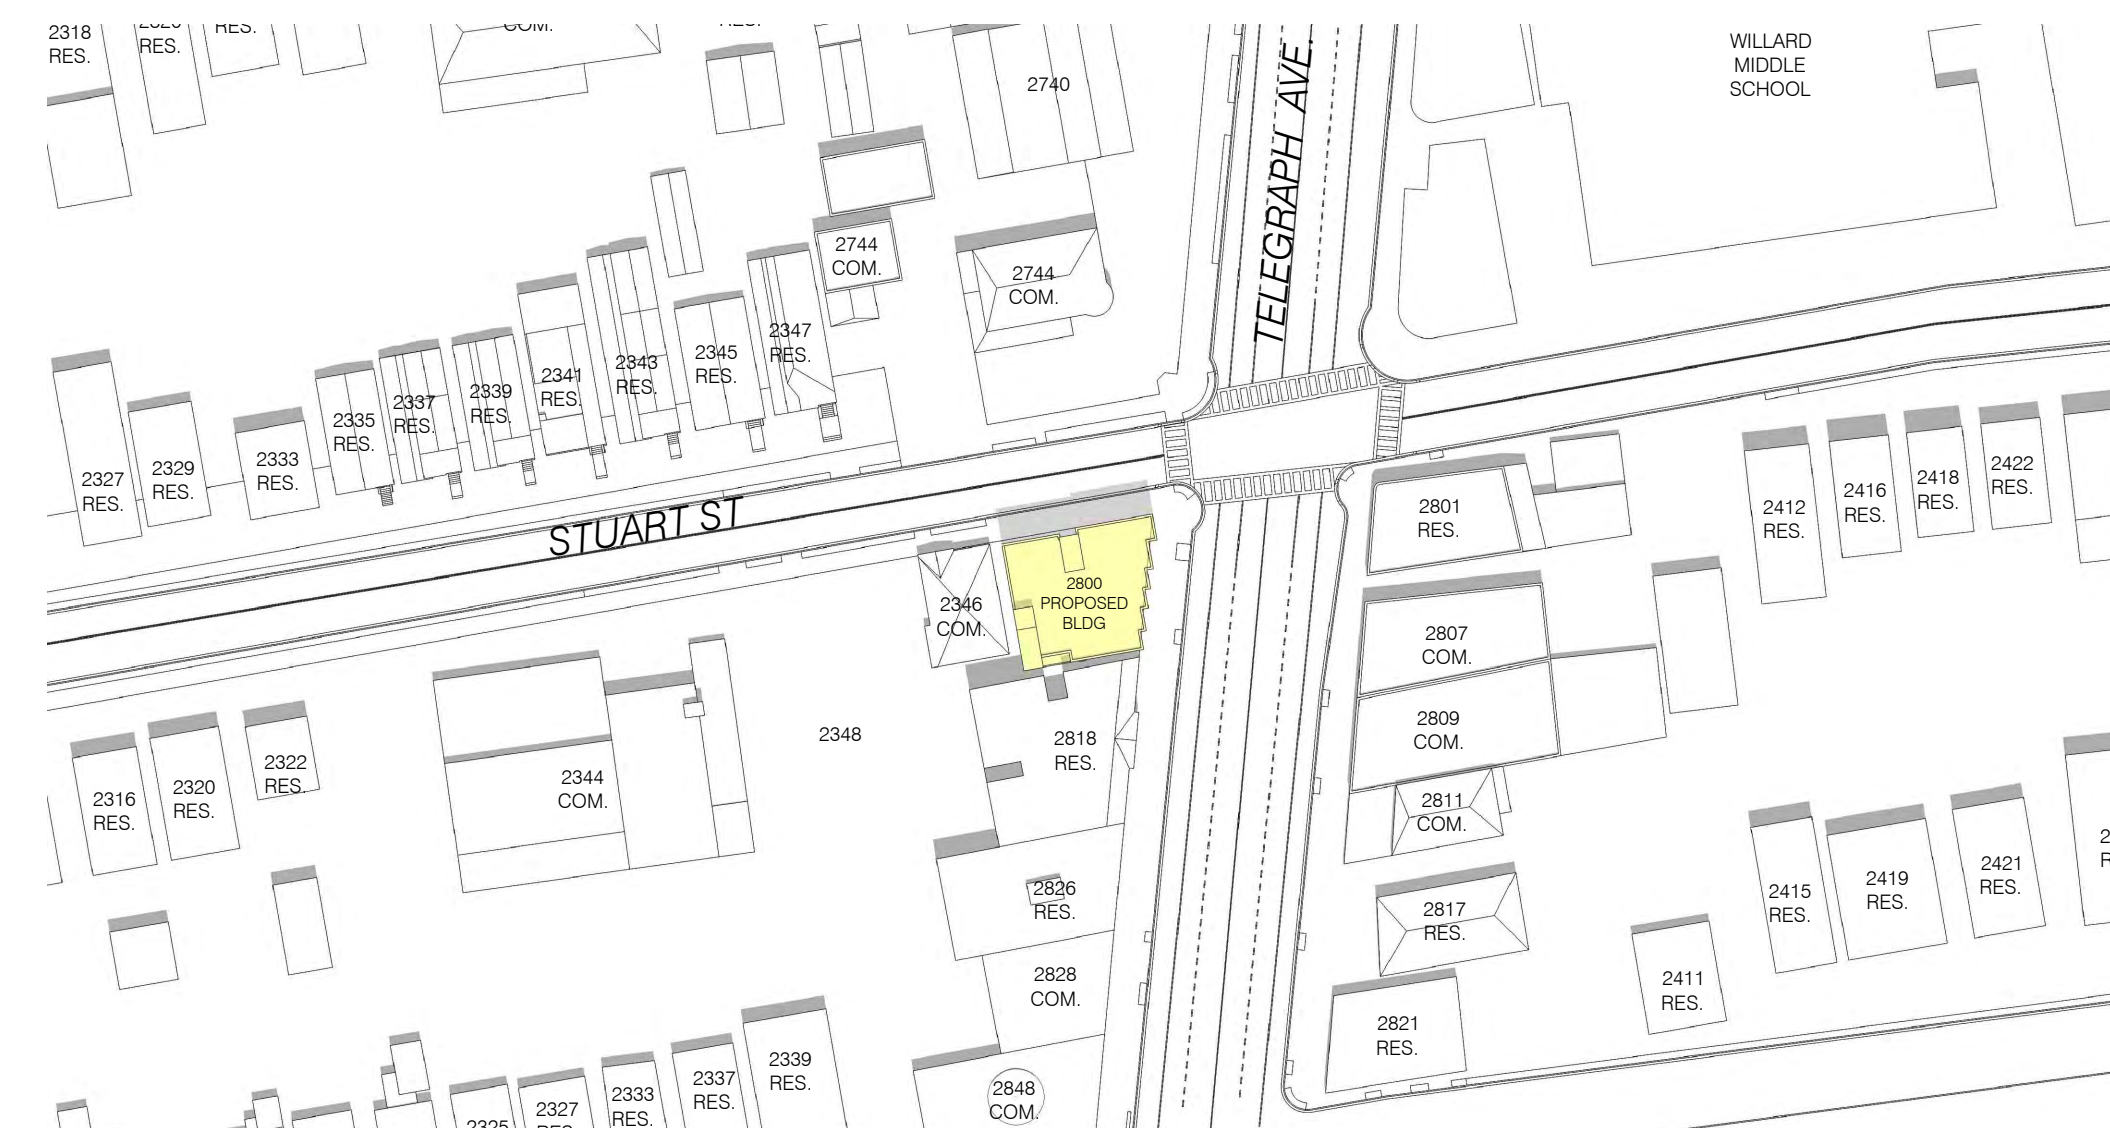 2318
RES.
RES.
RES.
COM.
2740
TELEGRAPH AVE.
WILLARD
MIDDLE
SCHOOL
2744
COM.
2744
COM.
2347
RES.
2345
RES.
2343
RES.
2341
RES.
2339
RES.
2337
RES.
2335
RES.
2333
RES.
2329
RES.
2327
RES.
STUART ST
2801
RES.
2412
RES.
2416
RES.
2418
RES.
2422
RES.
2346
COM.
2800
PROPOSED
BLDG
2807
COM.
2809
COM.
2348
2818
RES.
2344
COM.
2322
RES.
2320
RES.
2316
RES.
2811
COM.
2826
RES.
2817
RES.
2415
RES.
2419
RES.
2421
RES.
2828
COM.
2411
RES.
2821
RES.
2339
RES.
2337
RES.
2333
RES.
2327
2325
2848
COM.